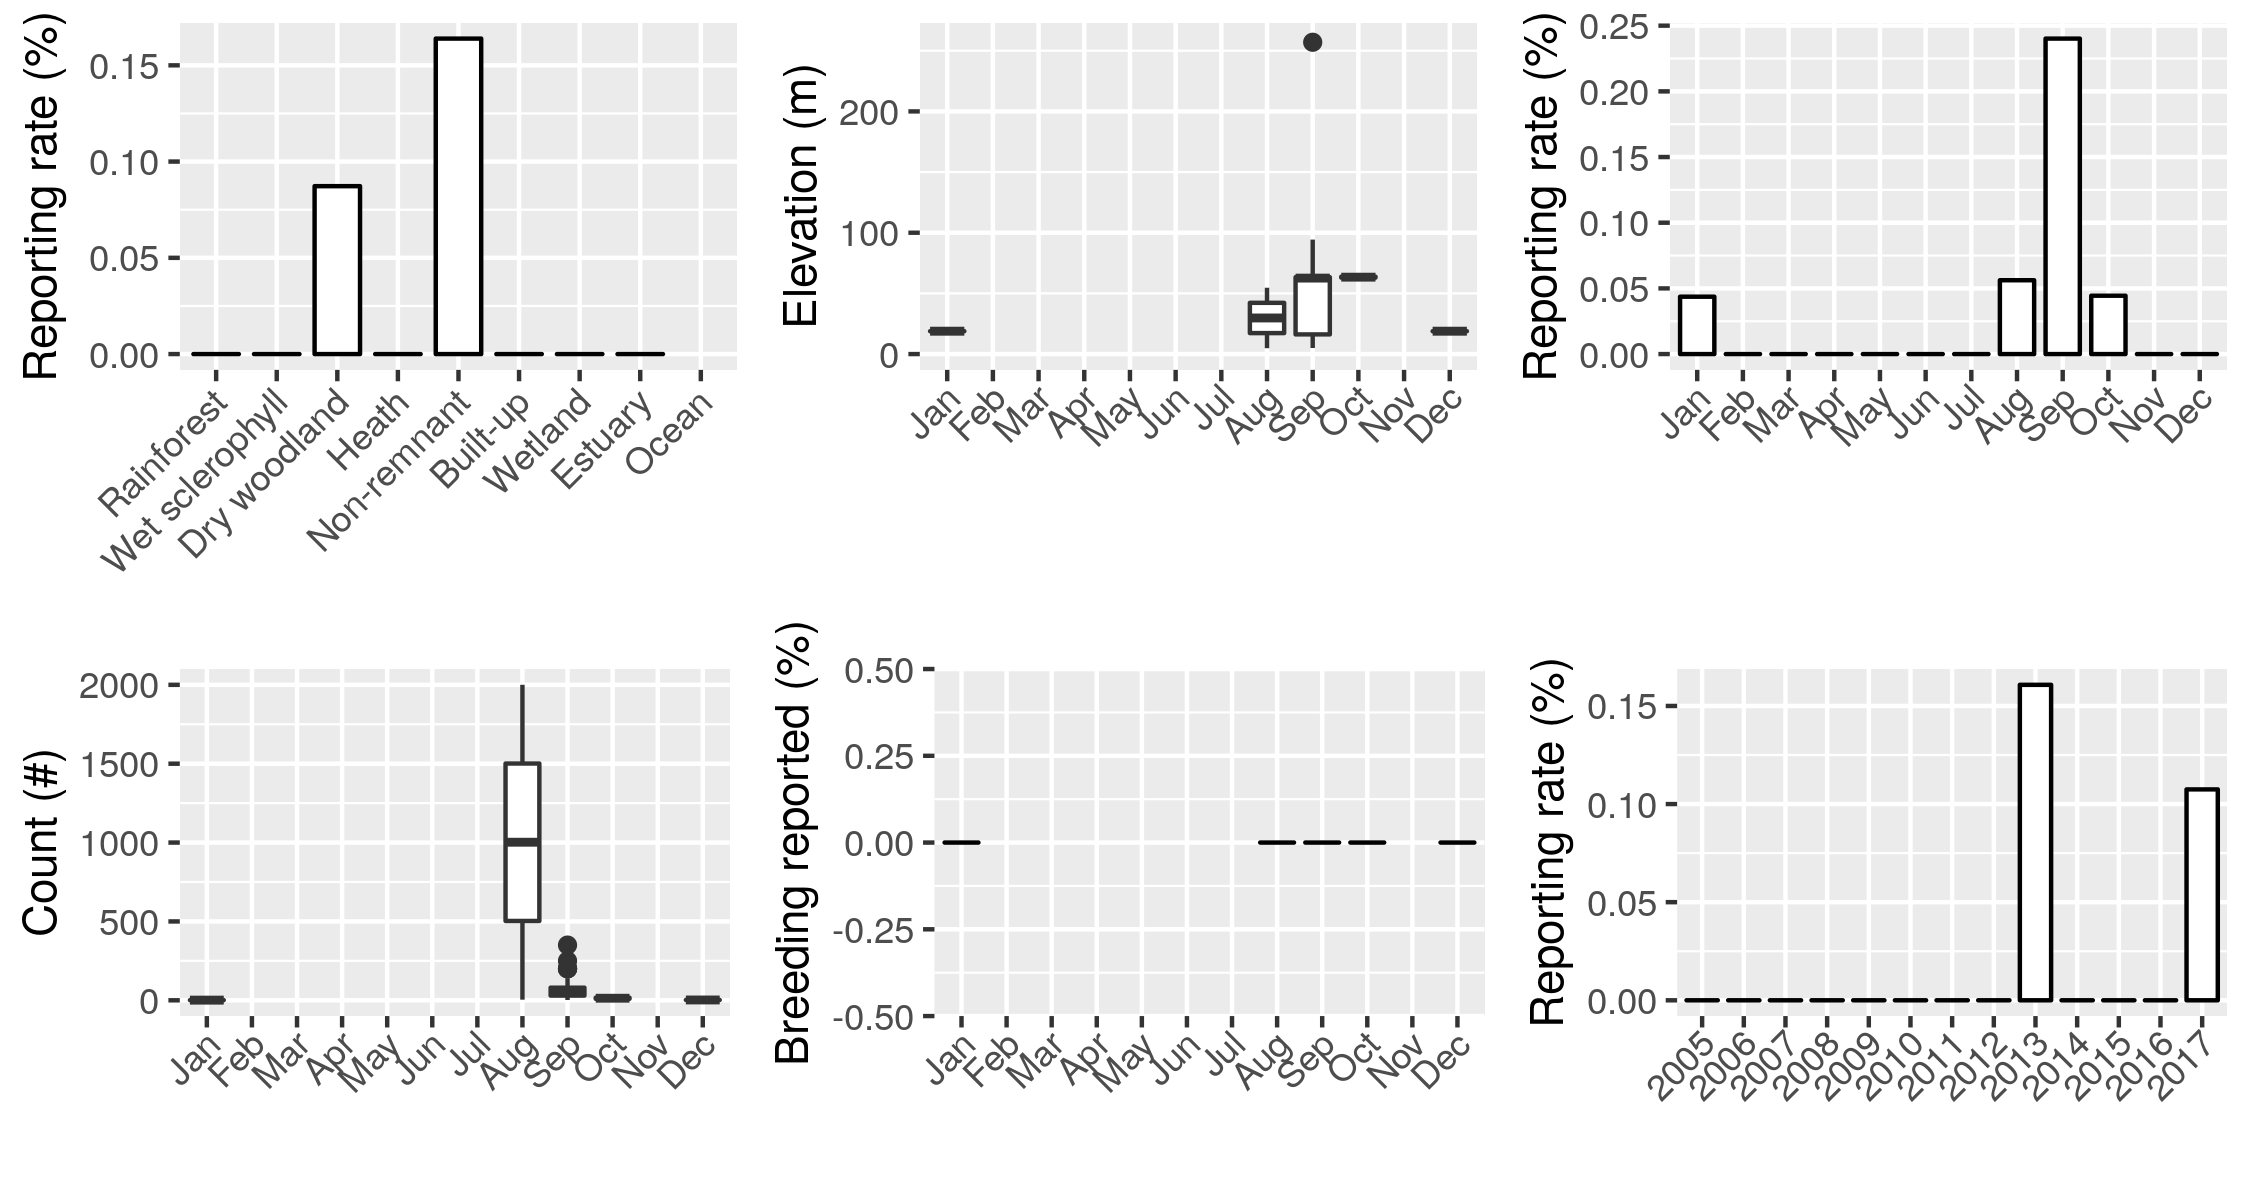 Reporting rate (%)
0.15
0.10
0.05
0.00
Rainforest
Wet sclerophyll
Dry woodland
Heath
Non-remnant
Built-up
Wetland
Estuary
Ocean
Elevation (m)
200
100
0
Jan
Feb
Mar
Apr
May
Jun
Jul
Aug
Sep
Oct
Nov
Dec
Reporting rate (%)
0.25
0.20
0.15
0.10
0.05
0.00
Jan
Feb
Mar
Apr
May
Jun
Jul
Aug
Sep
Oct
Nov
Dec
Count (#)
2000
1500
1000
500
0
Jan
Feb
Mar
Apr
May
Jun
Jul
Aug
Sep
Oct
Nov
Dec
Breeding reported (%)
0.50
0.25
0.00
-0.25
-0.50
Jan
Feb
Mar
Apr
May
Jun
Jul
Aug
Sep
Oct
Nov
Dec
Reporting rate (%)
0.15
0.10
0.05
0.00
2005
2006
2007
2008
2009
2010
2011
2012
2013
2014
2015
2016
2017